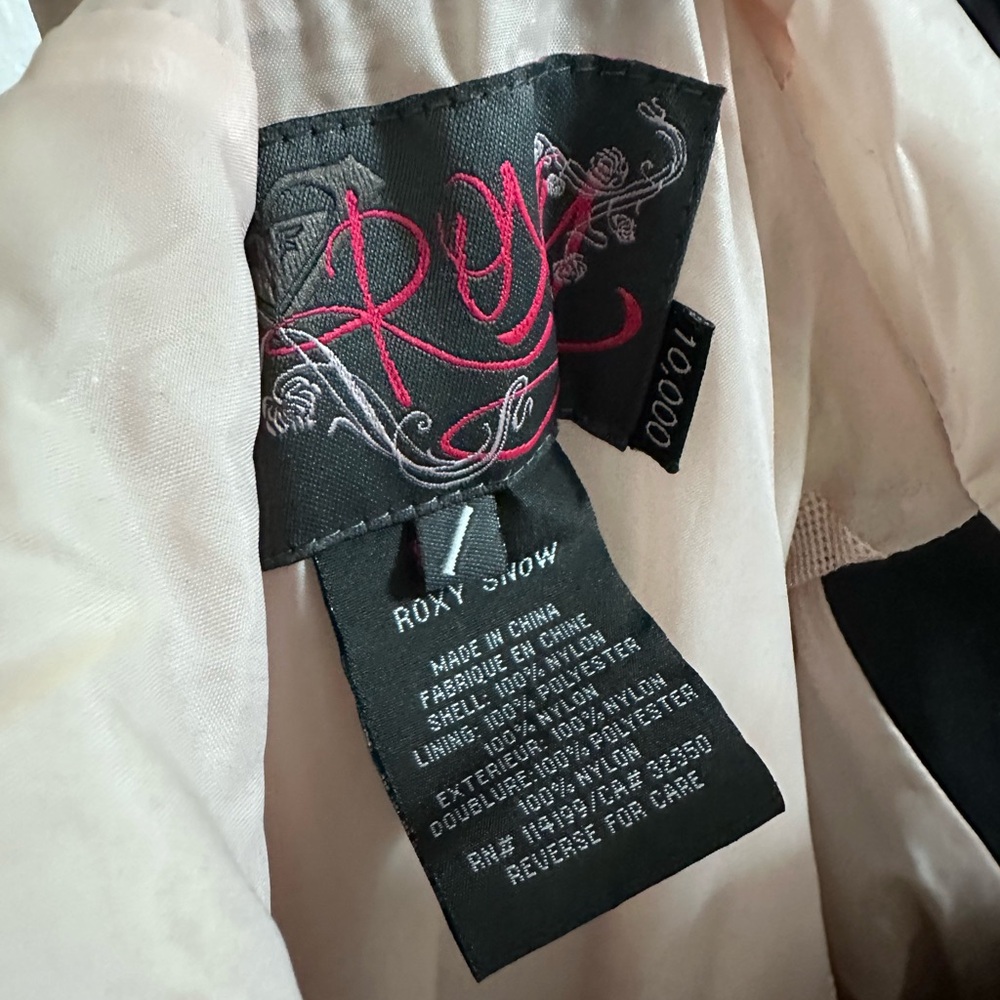 Roxy
10,000
ROXY SNOW
MADE IN CHINA
FABRIQUE EN CHINE
SHELL: 100% NYLON
LINING: 100% POLYESTER
100% NYLON
EXTERIEUR: 100% NYLON
DOUBLURE:100% POLYESTER
100% NYLON
RN# 114199/CA# 32350
REVERSE FOR CARE